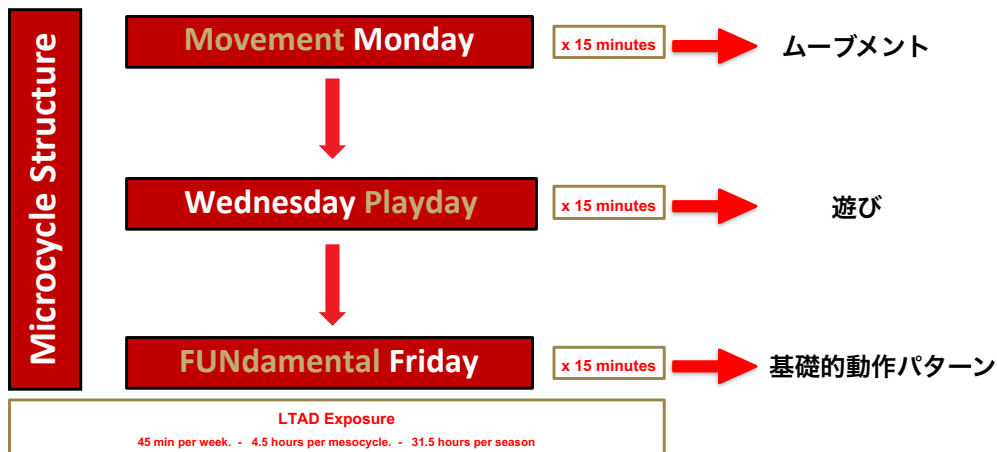 Microcycle Structure
Movement Monday
x 15 minutes
ムーブメント
Wednesday Playday
x 15 minutes
遊び
FUNdamental Friday
x 15 minutes
基礎的動作パターン
LTAD Exposure
45 min per week. - 4.5 hours per mesocycle. - 31.5 hours per season